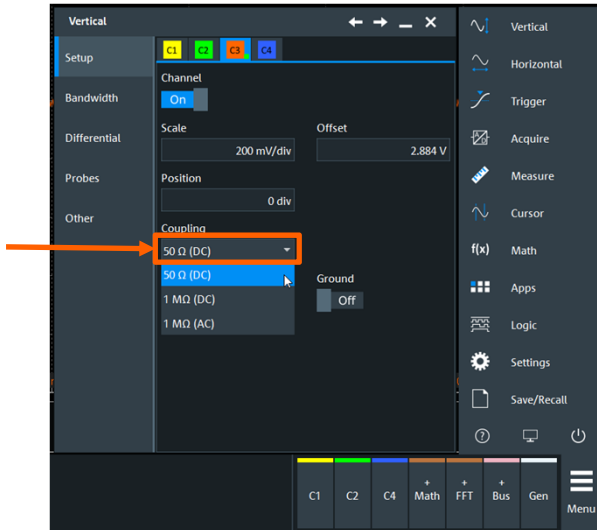 Vertical
Setup
Bandwidth
Differential
Probes
Other
C1 C2 C3 C4
Channel
On
Scale
Offset
200 mV/div
2.884 V
Position
0 div
Coupling
50 Ω (DC)
50 Ω (DC)
1 MΩ (DC)
1 MΩ (AC)
Ground
Off
Vertical
Horizontal
Trigger
Acquire
Measure
Cursor
f(x) Math
Apps
Logic
Settings
Save/Recall
?
C1
C2
C4
+
Math
+
FFT
+
Bus
Gen
Menu